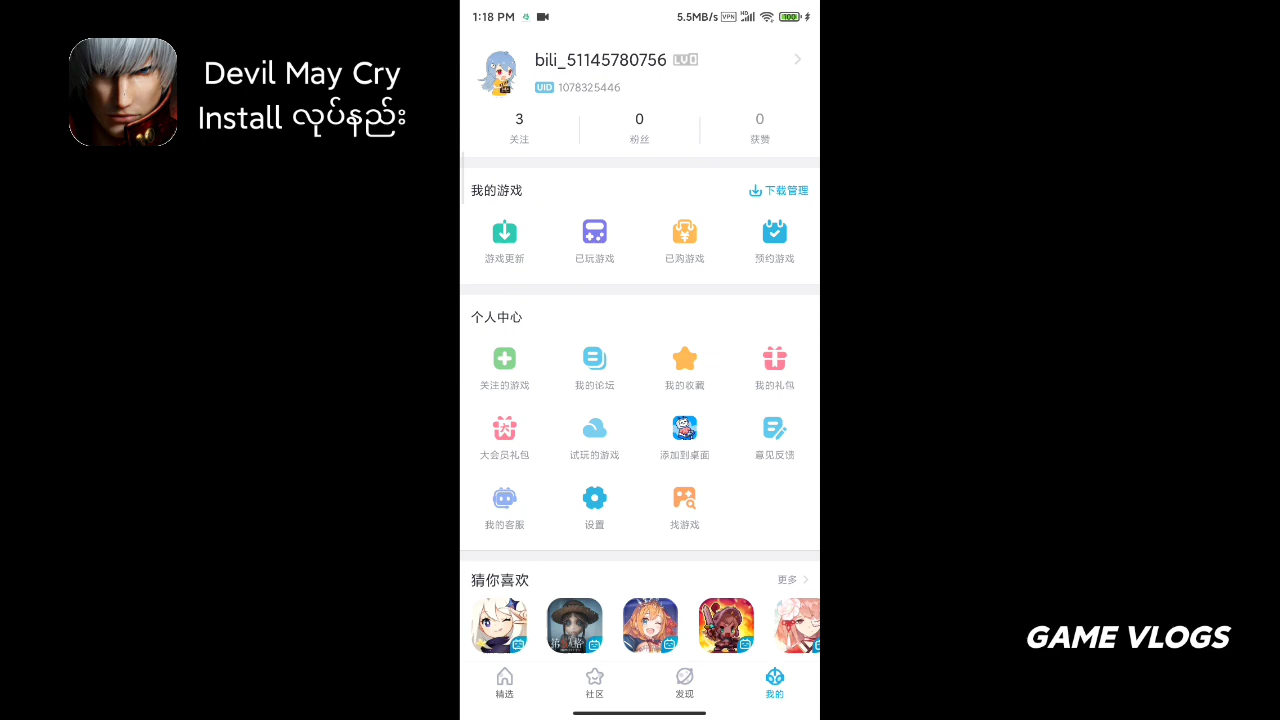 1:18 PM
5.5MB/s VPN HD 100
Devil May Cry
Install လုပ်နည်း
bili_51145780756 LV0
UID 1078325446
3 0 0
关注 粉丝 获赞
我的游戏 下载管理
游戏更新 已玩游戏 已购游戏 预约游戏
个人中心
关注的游戏 我的论坛 我的收藏 我的礼包
大会员礼包 试玩的游戏 添加到桌面 意见反馈
我的客服 设置 找游戏
猜你喜欢 更多
GAME VLOGS
精选 社区 发现 我的